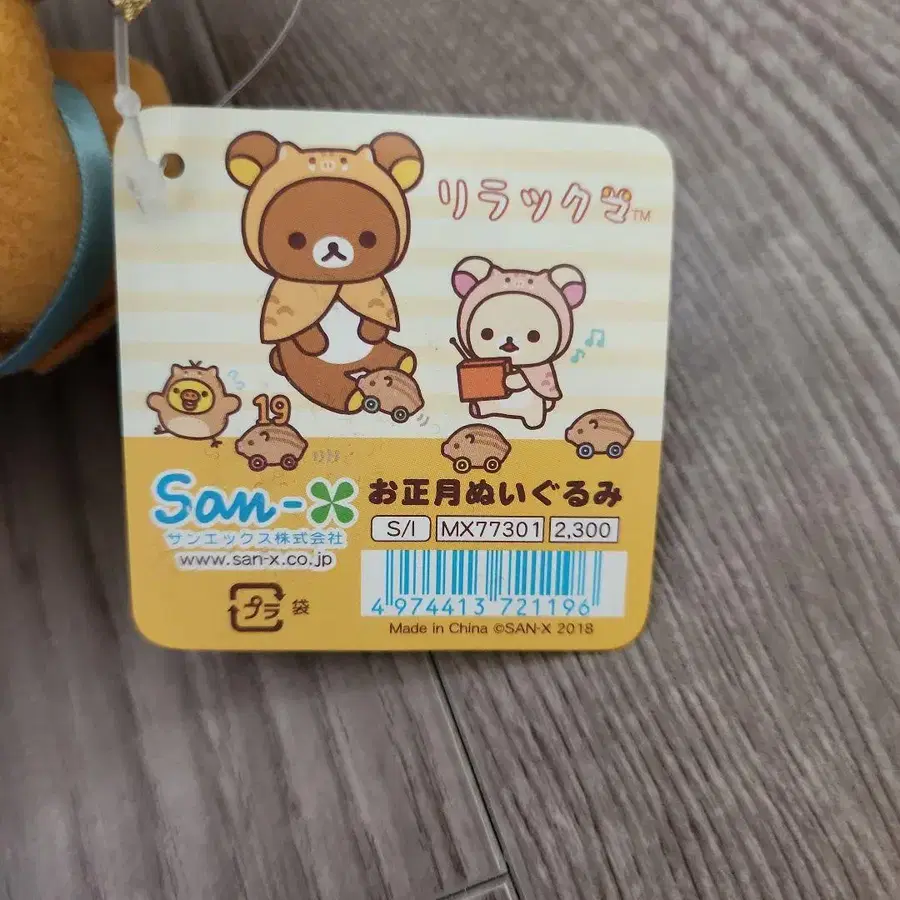 リラックマ™
19
San-X
お正月ぬいぐるみ
サンエックス株式会社
S/I MX77301 2,300
www.san-x.co.jp
プラ 袋
4 974413 721196
Made in China ©SAN-X 2018